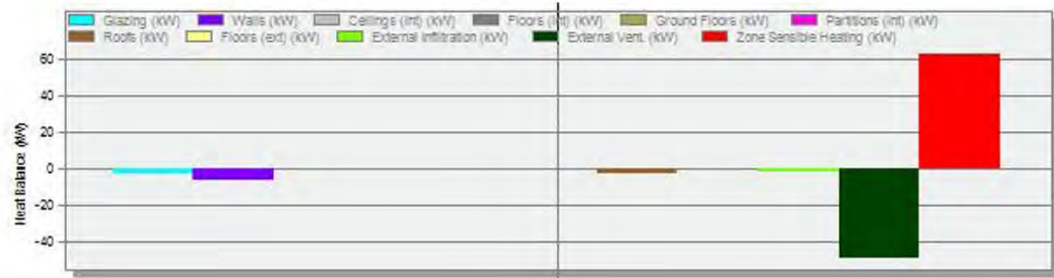 Glazing (kW) Walls (kW) Ceilings (int) (kW) Floors (int) (kW) Ground Floors (kW) Partitions (int) (kW)
Roofs (kW) Floors (ext) (kW) External Infiltration (kW) External Vent. (kW) Zone Sensible Heating (kW)
60
40
20
0
-20
-40
Heat Balance (kW)